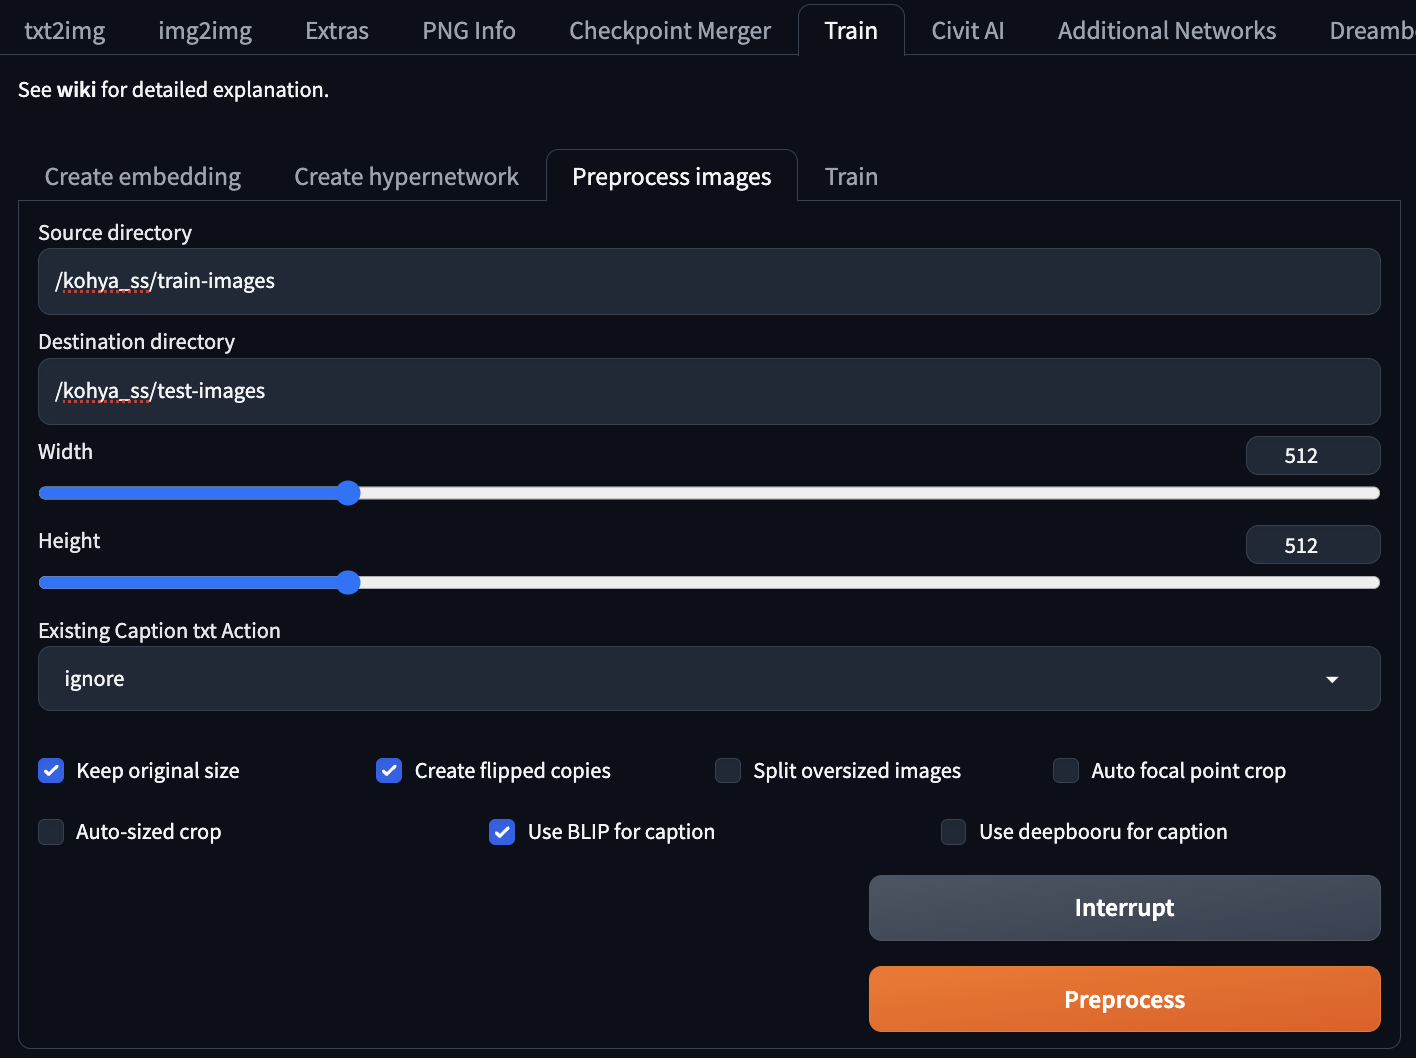 txt2img img2img Extras PNG Info Checkpoint Merger Train Civit AI Additional Networks Dreamb
See wiki for detailed explanation.
Create embedding Create hypernetwork Preprocess images Train
Source directory
/kohya_ss/train-images
Destination directory
/kohya_ss/test-images
Width 512
Height 512
Existing Caption txt Action
ignore
Keep original size Create flipped copies Split oversized images Auto focal point crop
Auto-sized crop Use BLIP for caption Use deepbooru for caption
Interrupt
Preprocess